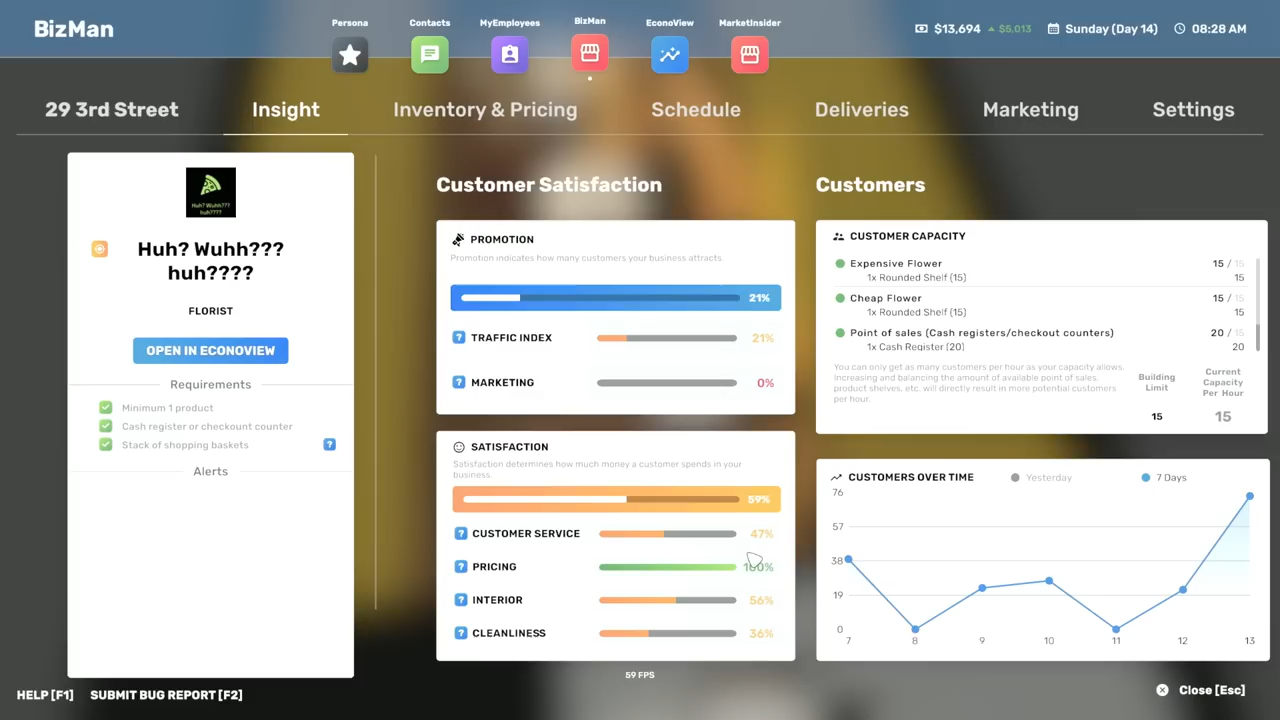 BizMan
Persona
Contacts
MyEmployees
BizMan
EconoView
MarketInsider
$13,694 ▲ $5,013
Sunday (Day 14)
08:28 AM
29 3rd Street
Insight
Inventory & Pricing
Schedule
Deliveries
Marketing
Settings
Huh? Wuhh???
huh????
Huh? Wuhh???
huh????
FLORIST
OPEN IN ECONOVIEW
Requirements
Minimum 1 product
Cash register or checkount counter
Stack of shopping baskets
?
Alerts
Customer Satisfaction
PROMOTION
Promotion indicates how many customers your business attracts.
21%
? TRAFFIC INDEX 21%
? MARKETING 0%
SATISFACTION
Satisfaction determines how much money a customer spends in your
business.
59%
? CUSTOMER SERVICE 47%
? PRICING 100%
? INTERIOR 56%
? CLEANLINESS 36%
Customers
CUSTOMER CAPACITY
Expensive Flower 15 / 15
1x Rounded Shelf (15) 15
Cheap Flower 15 / 15
1x Rounded Shelf (15) 15
Point of sales (Cash registers/checkout counters) 20 / 15
1x Cash Register (20) 20
You can only get as many customers per hour as your capacity allows.
Increasing and balancing the amount of available point of sales,
product shelves, etc, will directly result in more potential customers
per hour.
Building
Limit
15
Current
Capacity
Per Hour
15
CUSTOMERS OVER TIME
Yesterday
7 Days
76
57
38
19
0
7 8 9 10 11 12 13
59 FPS
HELP [F1]
SUBMIT BUG REPORT [F2]
Close [Esc]